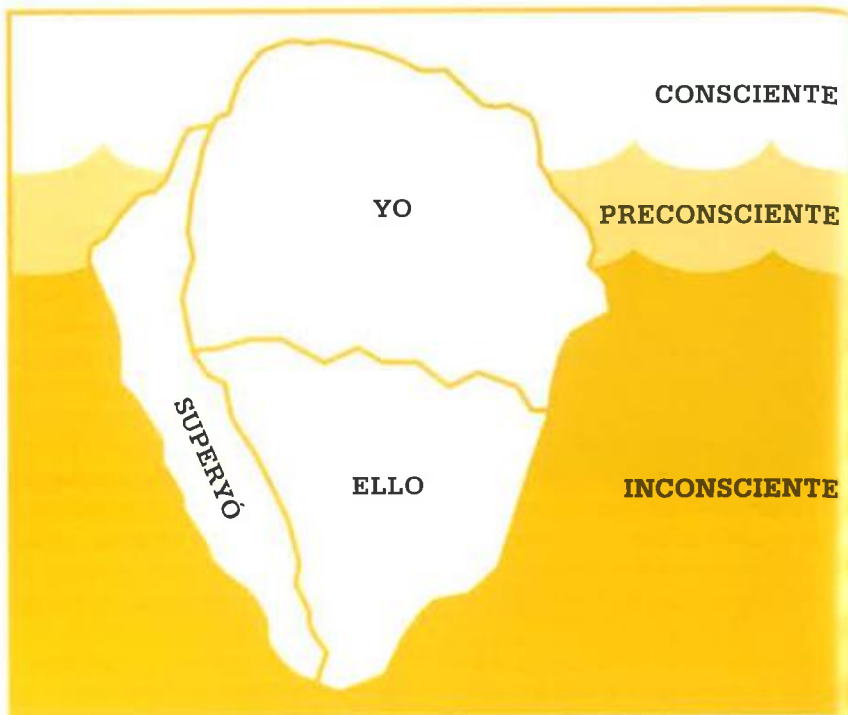 CONSCIENTE
YO
PRECONSCIENTE
SUPERYÓ
ELLO
INCONSCIENTE